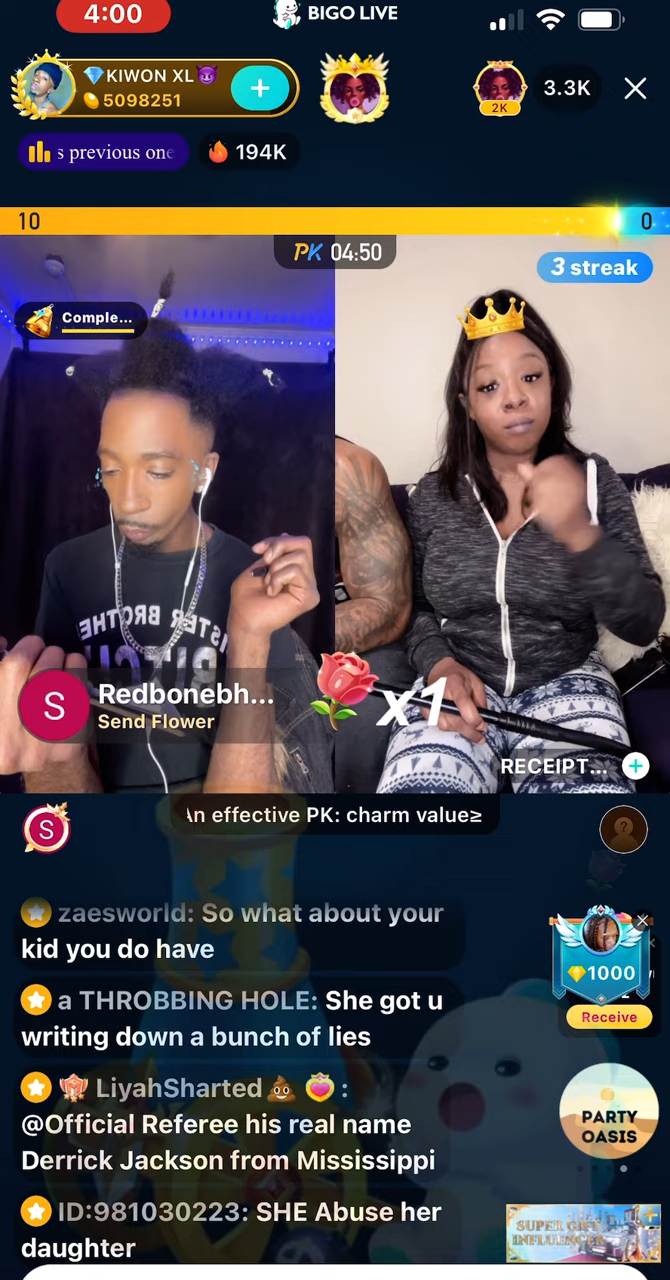 4:00
BIGO LIVE
💎KIWON XL😈
5098251
2K
3.3K
s previous one
194K
10
0
PK 04:50
3 streak
Comple...
S
Redbonebh...
Send Flower
x1
RECEIPT...
S
An effective PK: charm value≥
zaesworld: So what about your
kid you do have
1000
Receive
a THROBBING HOLE: She got u
writing down a bunch of lies
LiyahSharted💩 :
@Official Referee his real name
Derrick Jackson from Mississippi
PARTY
OASIS
ID:981030223: SHE Abuse her
daughter
SUPER GIFT
INFLUENCER